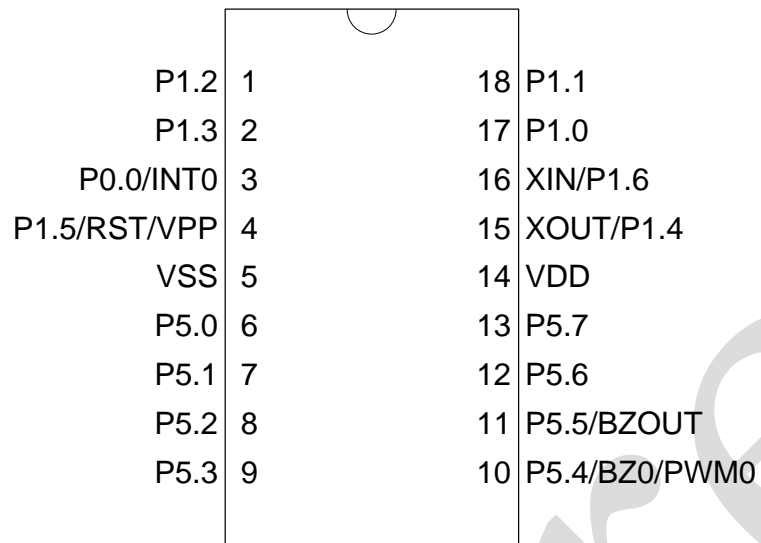 P1.2 1 18 P1.1
P1.3 2 17 P1.0
P0.0/INT0 3 16 XIN/P1.6
P1.5/RST/VPP 4 15 XOUT/P1.4
VSS 5 14 VDD
P5.0 6 13 P5.7
P5.1 7 12 P5.6
P5.2 8 11 P5.5/BZOUT
P5.3 9 10 P5.4/BZ0/PWM0